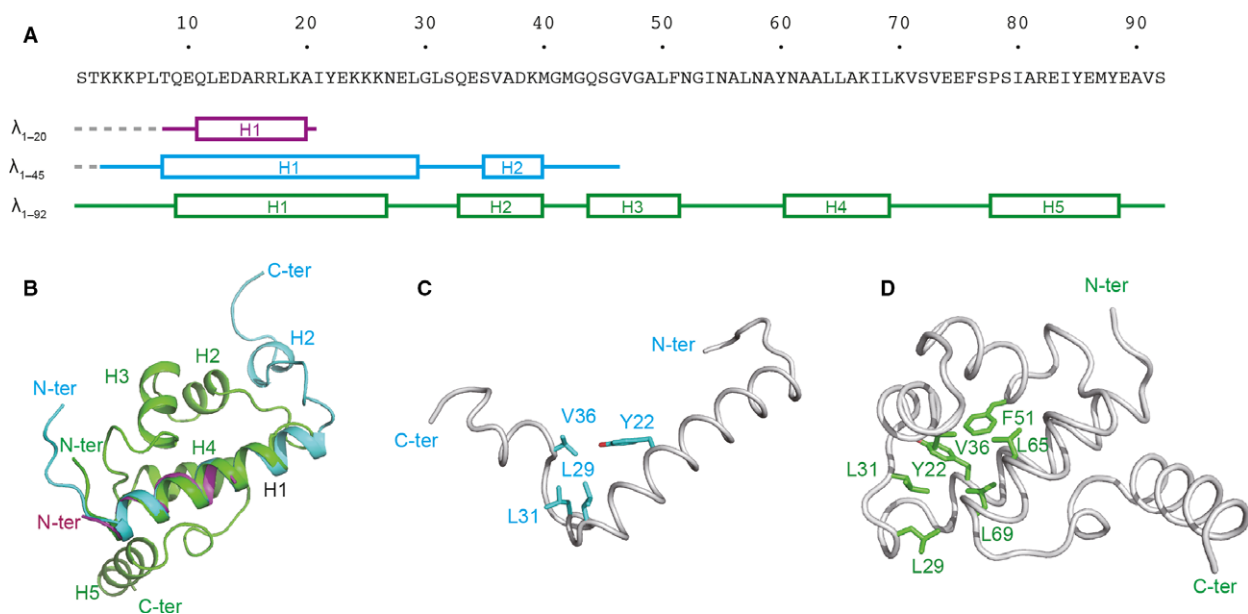 10 20 30 40 50 60 70 80 90
A
STKKKPLTQEQLEDARRLKAIYEKKKNELGLSQESVADKMGMGQSGVGALFNGINALNAYNAALLAKILKVSVEEFSPSIAREIYEMYEAVS
λ1–20 H1
λ1–45 H1 H2
λ1–92 H1 H2 H3 H4 H5
B
C-ter
H2
H2
H3
N-ter
N-ter
H4
H1
N-ter
H5
C-ter
C
N-ter
V36 Y22
C-ter
L29
L31
D
N-ter
F51
V36
L65
L31 Y22
L69
L29
C-ter